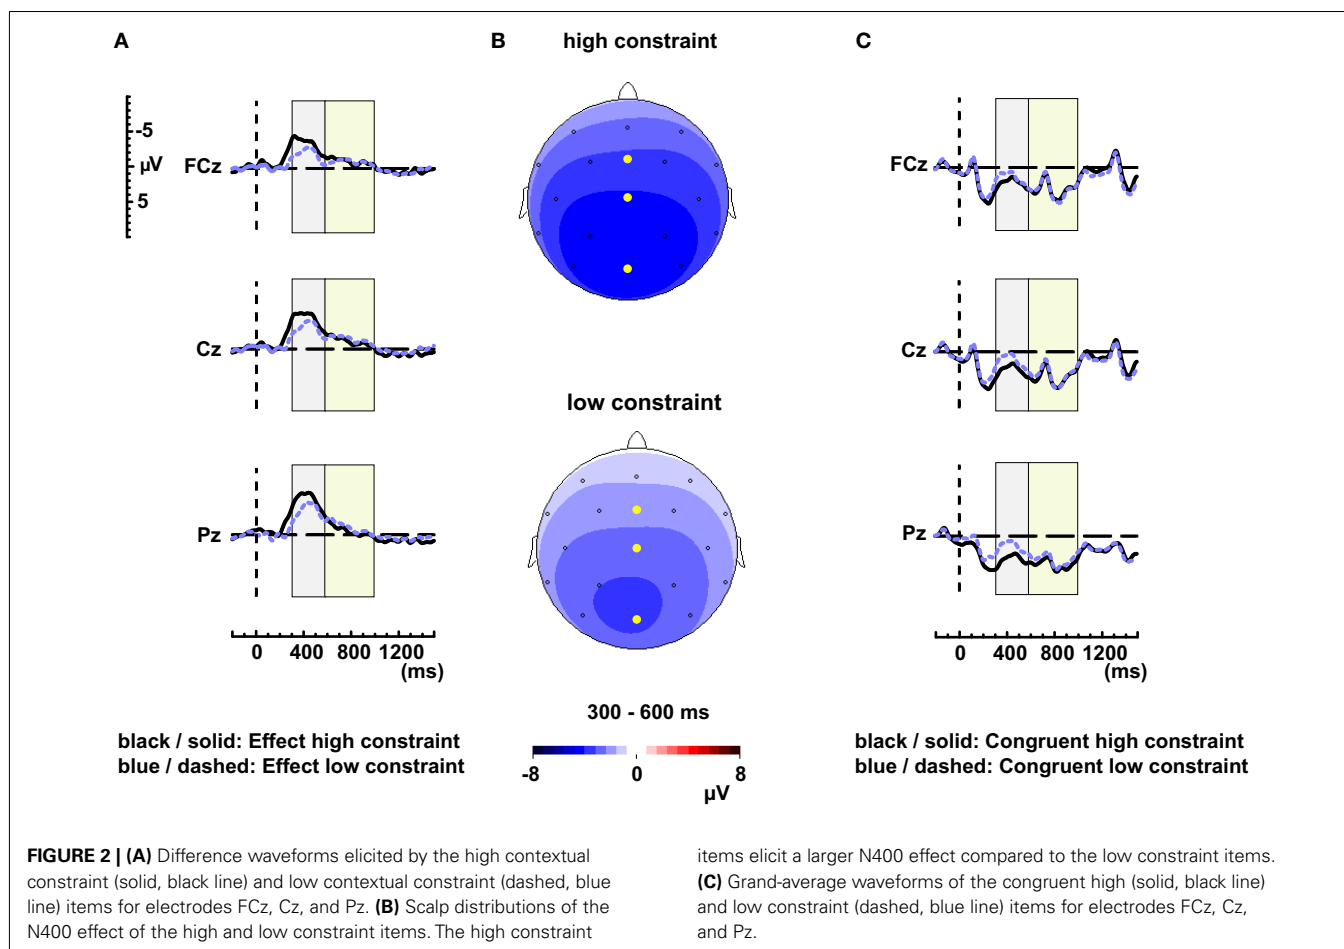 A
B
C
high constraint
-5
µV
5
FCz
Cz
Pz
0 400 800 1200
(ms)
black / solid: Effect high constraint
blue / dashed: Effect low constraint
low constraint
300 - 600 ms
-8 0 8
µV
FCz
Cz
Pz
0 400 800 1200
(ms)
black / solid: Congruent high constraint
blue / dashed: Congruent low constraint
FIGURE 2 | (A) Difference waveforms elicited by the high contextual
constraint (solid, black line) and low contextual constraint (dashed, blue
line) items for electrodes FCz, Cz, and Pz. (B) Scalp distributions of the
N400 effect of the high and low constraint items. The high constraint
items elicit a larger N400 effect compared to the low constraint items.
(C) Grand-average waveforms of the congruent high (solid, black line)
and low constraint (dashed, blue line) items for electrodes FCz, Cz,
and Pz.